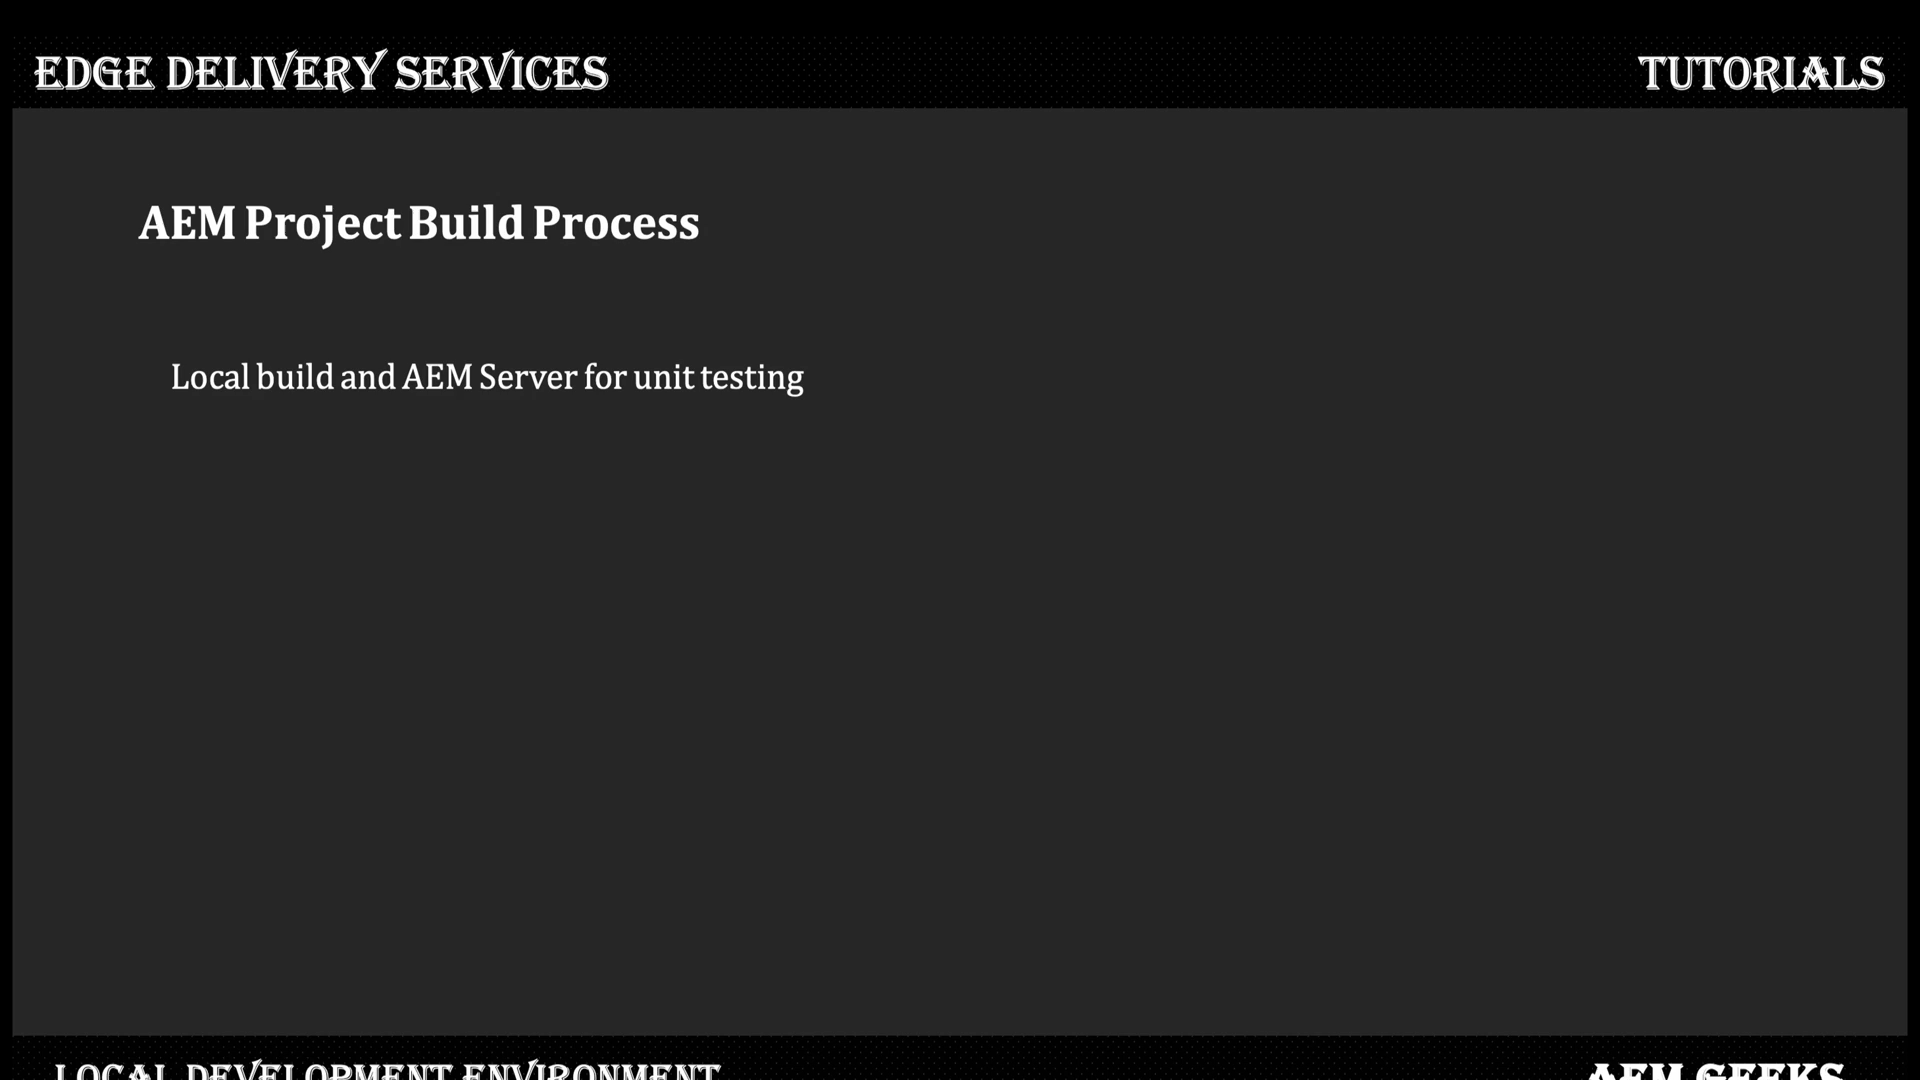 EDGE DELIVERY SERVICES
TUTORIALS
AEM Project Build Process
Local build and AEM Server for unit testing
LOCAL DEVELOPMENT ENVIRONMENT
AEM GEEKS